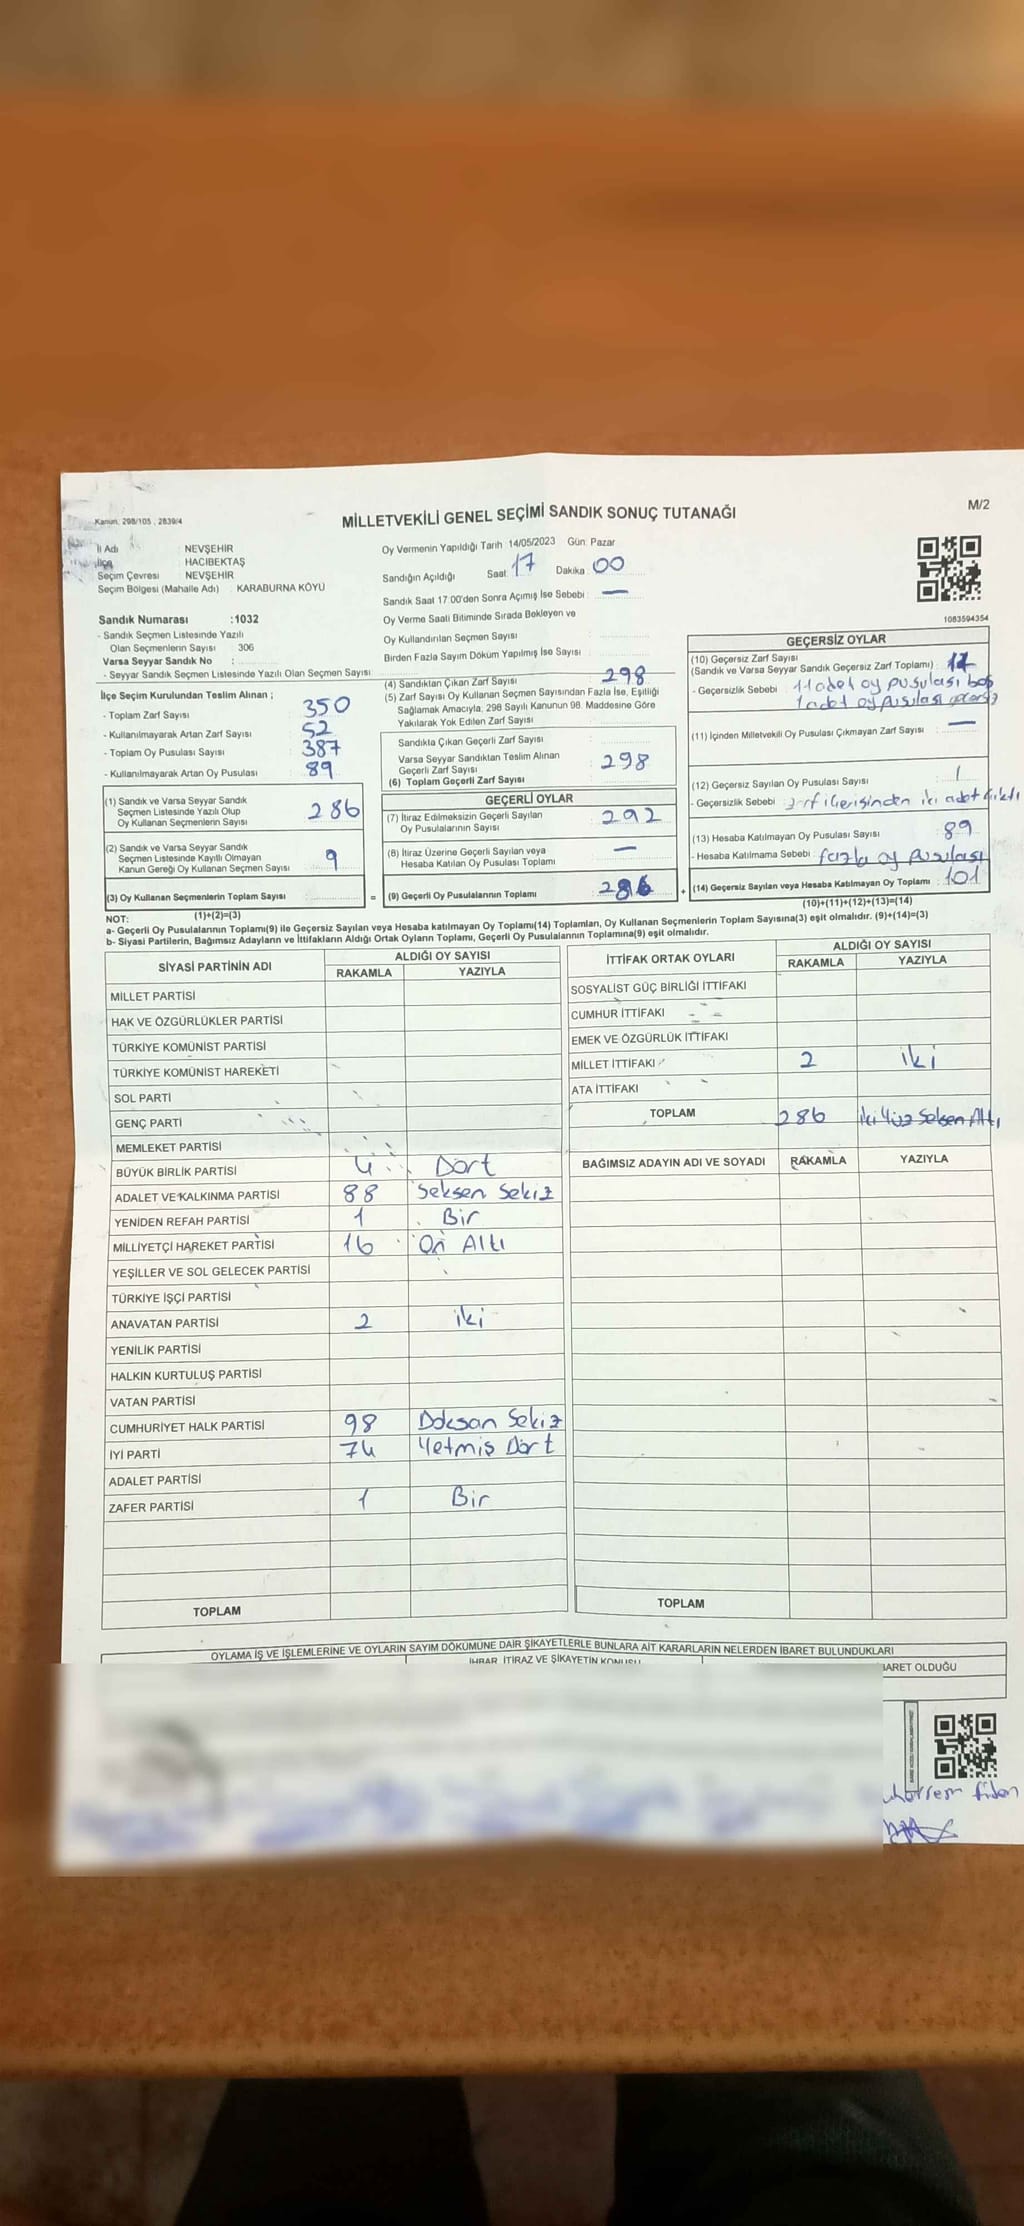 Kanun, 298/105 , 2839/4
MİLLETVEKİLİ GENEL SEÇİMİ SANDIK SONUÇ TUTANAĞI
M/2
İl Adı : NEVŞEHİR
İlçe : HACIBEKTAŞ
Seçim Çevresi : NEVŞEHİR
Seçim Bölgesi (Mahalle Adı) KARABURNA KÖYÜ
Sandık Numarası :1032
- Sandık Seçmen Listesinde Yazılı
Olan Seçmenlerin Sayısı 306
Varsa Seyyar Sandık No :
- Seyyar Sandık Seçmen Listesinde Yazılı Olan Seçmen Sayısı
İlçe Seçim Kurulundan Teslim Alınan ;
- Toplam Zarf Sayısı 350
- Kullanılmayarak Artan Zarf Sayısı 52
- Toplam Oy Pusulası Sayısı 387
- Kullanılmayarak Artan Oy Pusulası 89
(1) Sandık ve Varsa Seyyar Sandık
Seçmen Listesinde Yazılı Olup
Oy Kullanan Seçmenlerin Sayısı 286
(2) Sandık ve Varsa Seyyar Sandık
Seçmen Listesinde Kayıtlı Olmayan
Kanun Gereği Oy Kullanan Seçmen Sayısı 9
(3) Oy Kullanan Seçmenlerin Toplam Sayısı =
Oy Vermenin Yapıldığı Tarih 14/05/2023 Gün: Pazar
Sandığın Açıldığı Saat 17 Dakika 00
Sandık Saat 17:00'den Sonra Açımış İse Sebebi : —
Oy Verme Saati Bitiminde Sırada Bekleyen ve
Oy Kullandırılan Seçmen Sayısı
Birden Fazla Sayım Döküm Yapılmış İse Sayısı
(4) Sandıktan Çıkan Zarf Sayısı 298
(5) Zarf Sayısı Oy Kullanan Seçmen Sayısından Fazla İse, Eşitliği
Sağlamak Amacıyla, 298 Sayılı Kanunun 98. Maddesine Göre
Yakılarak Yok Edilen Zarf Sayısı
Sandıkta Çıkan Geçerli Zarf Sayısı
Varsa Seyyar Sandıktan Teslim Alınan
Geçerli Zarf Sayısı 298
(6) Toplam Geçerli Zarf Sayısı
GEÇERLİ OYLAR
(7) İtiraz Edilmeksizin Geçerli Sayılan
Oy Pusulalarının Sayısı 292
(8) İtiraz Üzerine Geçerli Sayılan veya
Hesaba Katılan Oy Pusulası Toplamı —
(9) Geçerli Oy Pusulalarının Toplamı 286 +
1083594354
GEÇERSİZ OYLAR
(10) Geçersiz Zarf Sayısı
(Sandık ve Varsa Seyyar Sandık Geçersiz Zarf Toplamı)
- Geçersizlik Sebebi : 11 adet oy pusulası boş
1 adet oy pusulası
(11) İçinden Milletvekili Oy Pusulası Çıkmayan Zarf Sayısı —
(12) Geçersiz Sayılan Oy Pusulası Sayısı 1
- Geçersizlik Sebebi : zarf içerisinden iki adet çıktı
(13) Hesaba Katılmayan Oy Pusulası Sayısı 89
- Hesaba Katılmama Sebebi : fazla oy pusulası
(14) Geçersiz Sayılan veya Hesaba Katılmayan Oy Toplamı : 101
(10)+(11)+(12)+(13)=(14)
NOT: (1)+(2)=(3)
a- Geçerli Oy Pusulalarının Toplamı(9) ile Geçersiz Sayılan veya Hesaba katılmayan Oy Toplamı(14) Toplamları, Oy Kullanan Seçmenlerin Toplam Sayısına(3) eşit olmalıdır. (9)+(14)=(3)
b- Siyasi Partilerin, Bağımsız Adayların ve İttifakların Aldığı Ortak Oyların Toplamı, Geçerli Oy Pusulalarının Toplamına(9) eşit olmalıdır.
SİYASİ PARTİNİN ADI ALDIĞI OY SAYISI
RAKAMLA YAZIYLA
MİLLET PARTİSİ
HAK VE ÖZGÜRLÜKLER PARTİSİ
TÜRKİYE KOMÜNİST PARTİSİ
TÜRKİYE KOMÜNİST HAREKETİ
SOL PARTİ
GENÇ PARTİ
MEMLEKET PARTİSİ
BÜYÜK BİRLİK PARTİSİ 4 Dört
ADALET VE KALKINMA PARTİSİ 88 Seksen Sekiz
YENİDEN REFAH PARTİSİ 1 Bir
MİLLİYETÇİ HAREKET PARTİSİ 16 On Altı
YEŞİLLER VE SOL GELECEK PARTİSİ
TÜRKİYE İŞÇİ PARTİSİ
ANAVATAN PARTİSİ 2 iki
YENİLİK PARTİSİ
HALKIN KURTULUŞ PARTİSİ
VATAN PARTİSİ
CUMHURİYET HALK PARTİSİ 98 Doksan Sekiz
İYİ PARTİ 74 Yetmiş Dört
ADALET PARTİSİ
ZAFER PARTİSİ 1 Bir
TOPLAM
İTTİFAK ORTAK OYLARI ALDIĞI OY SAYISI
RAKAMLA YAZIYLA
SOSYALİST GÜÇ BİRLİĞİ İTTİFAKI
CUMHUR İTTİFAKI
EMEK VE ÖZGÜRLÜK İTTİFAKI
MİLLET İTTİFAKI 2 iki
ATA İTTİFAKI
TOPLAM 286 iki Yüz Seksen Altı
BAĞIMSIZ ADAYIN ADI VE SOYADI RAKAMLA YAZIYLA
TOPLAM
OYLAMA İŞ VE İŞLEMLERİNE VE OYLARIN SAYIM DÖKÜMÜNE DAİR ŞİKAYETLERLE BUNLARA AİT KARARLARIN NELERDEN İBARET BULUNDUKLARI
İHBAR, İTİRAZ VE ŞİKAYETİN KONUSU
BARET OLDUĞU